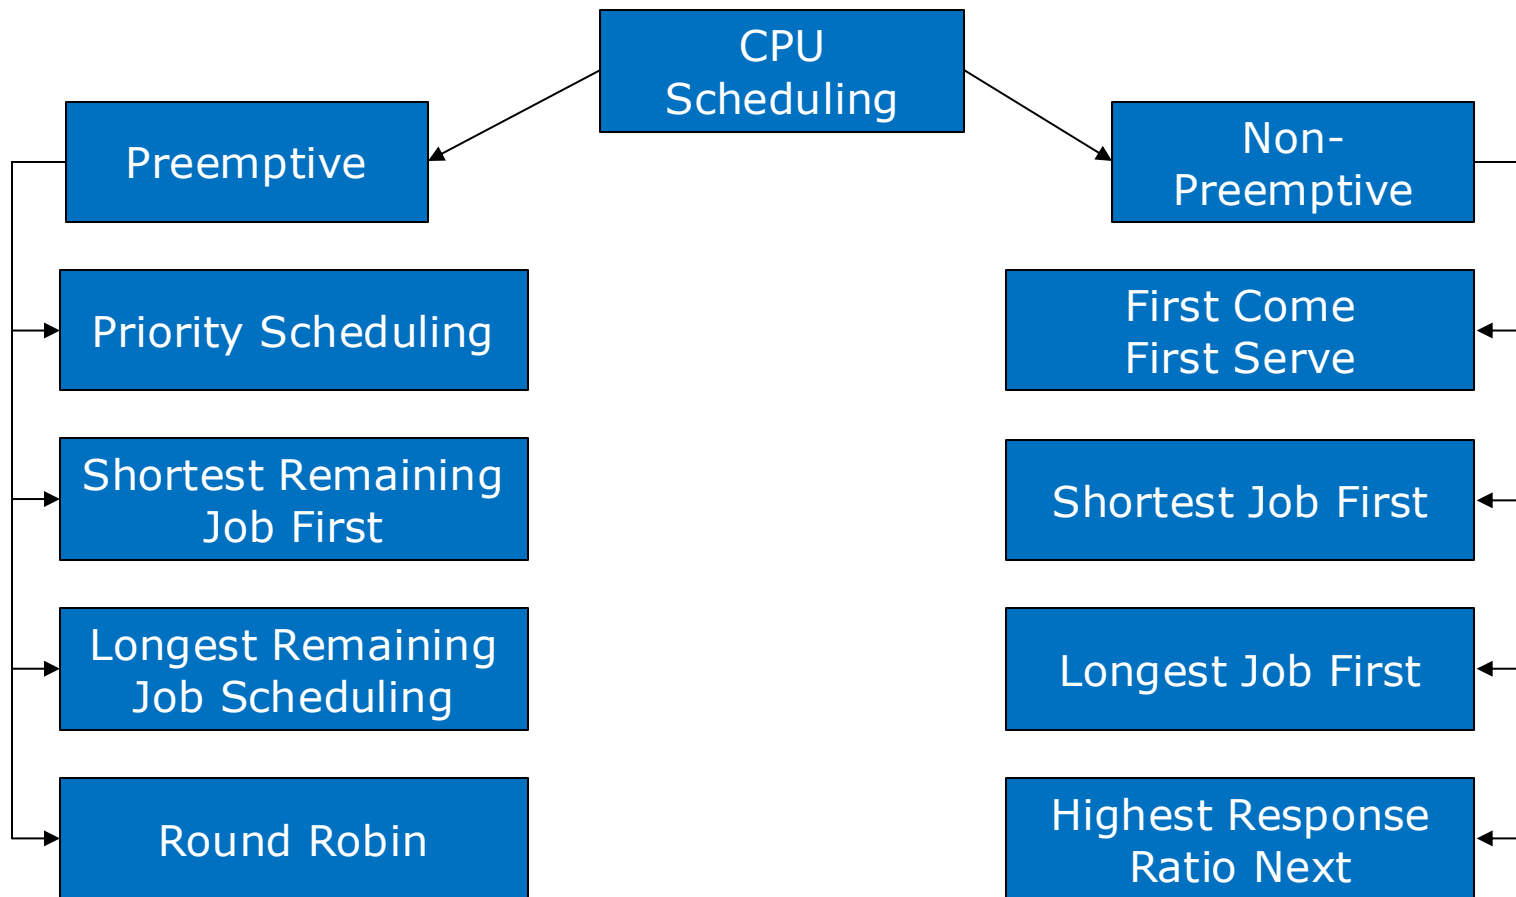 CPU
Scheduling
Preemptive
Non-
Preemptive
Priority Scheduling
First Come
First Serve
Shortest Remaining
Job First
Shortest Job First
Longest Remaining
Job Scheduling
Longest Job First
Round Robin
Highest Response
Ratio Next